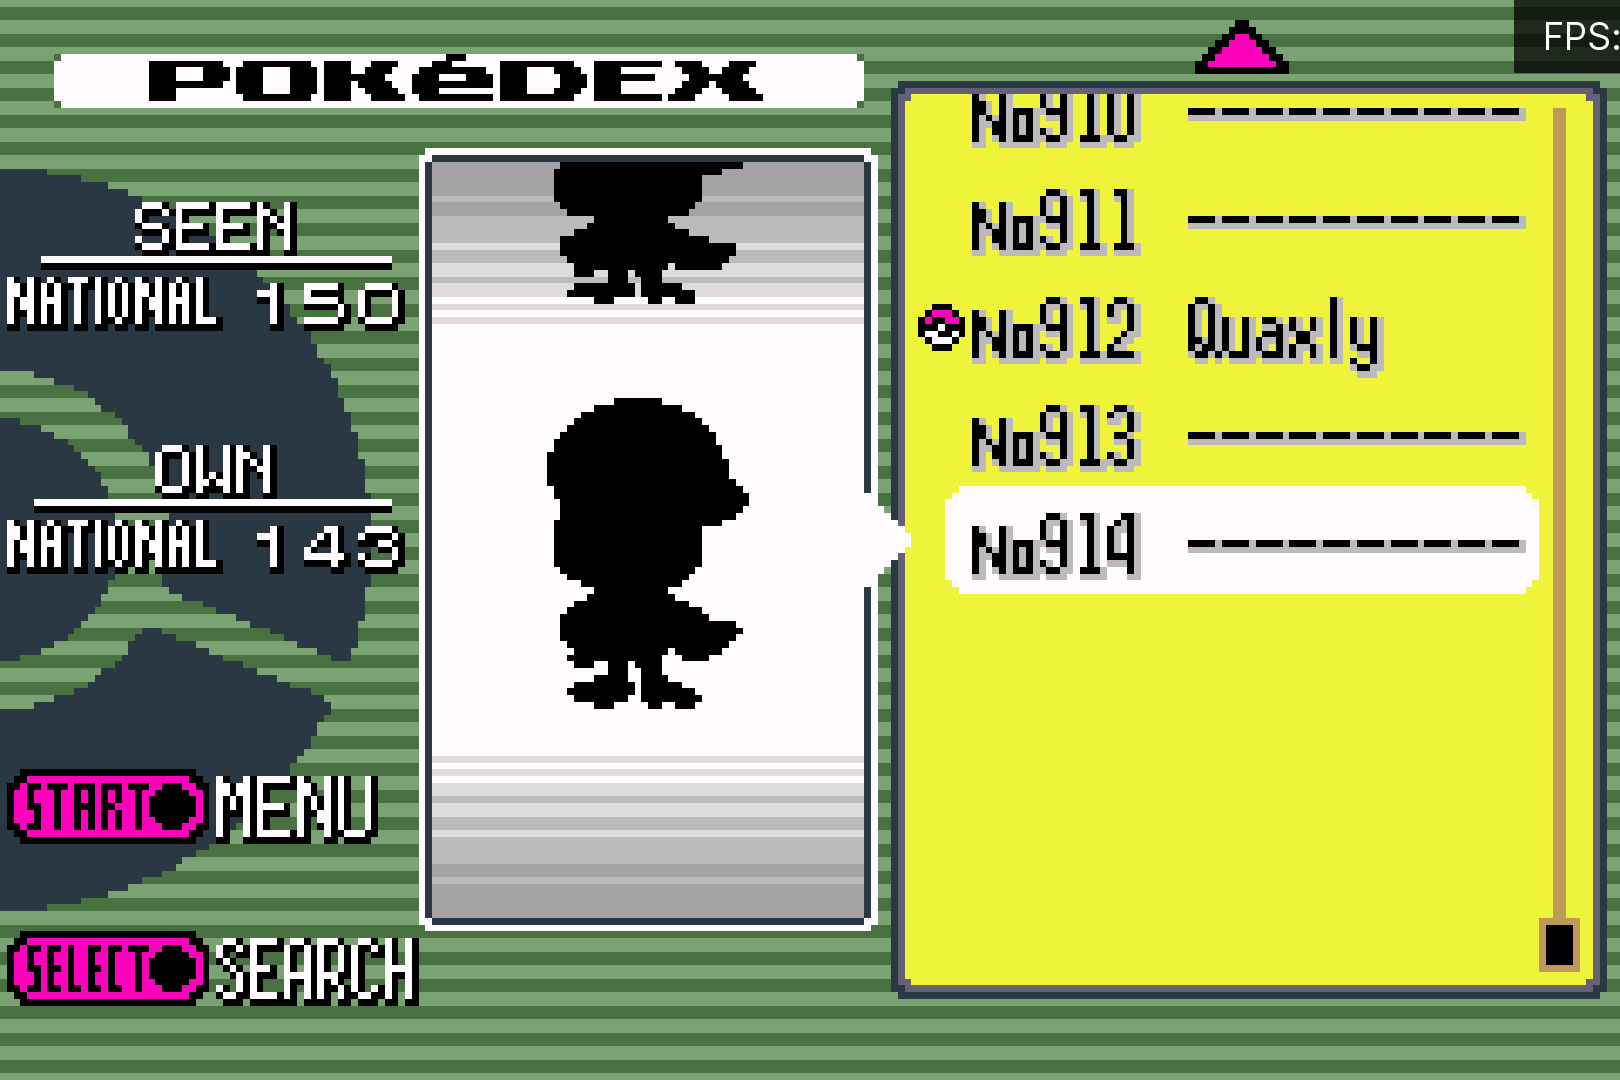 FPS:
POKéDEX
SEEN
NATIONAL 150
OWN
NATIONAL 143
START MENU
SELECT SEARCH
No910 ----------
No911 ----------
No912 Quaxly
No913 ----------
No914 ----------